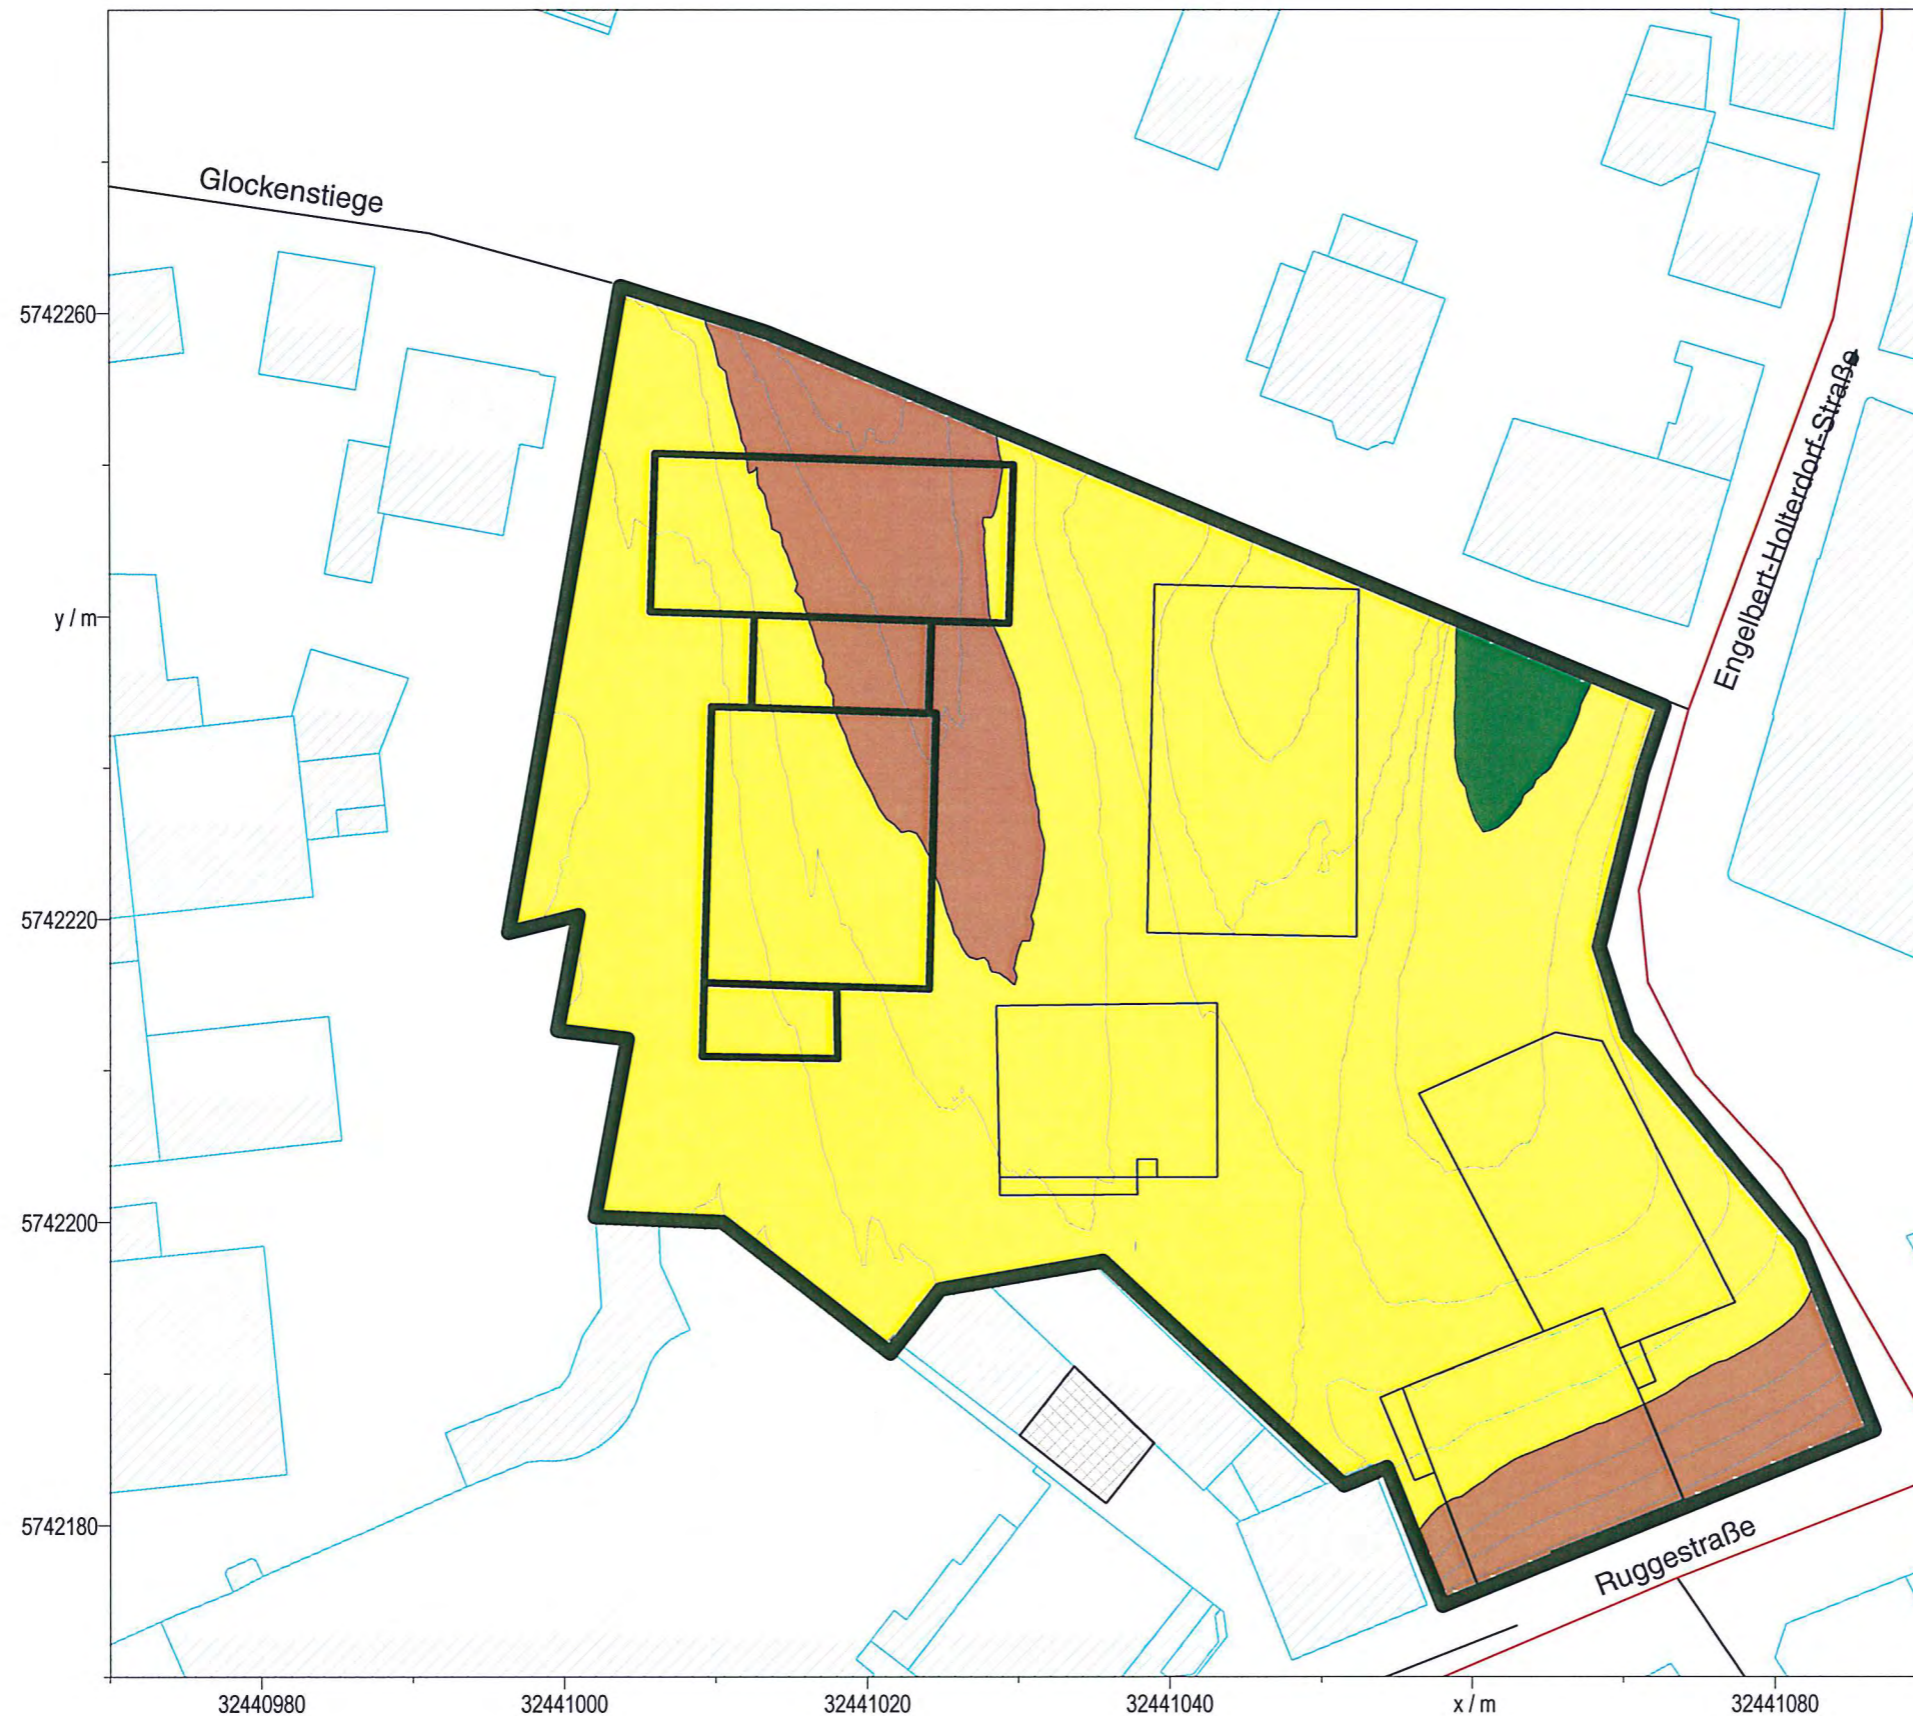 Glockenstiege
5742260
Engelbert-Holterdorf-Straße
y / m
5742220
5742200
5742180
Ruggestraße
32440980
32441000
32441020
32441040
x / m
32441080